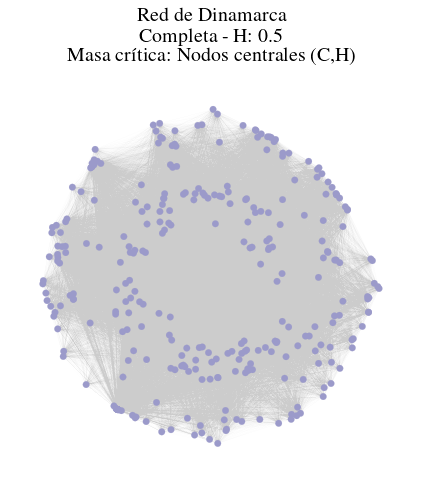 Red de Dinamarca
Completa - H: 0.5
Masa crítica: Nodos centrales (C,H)